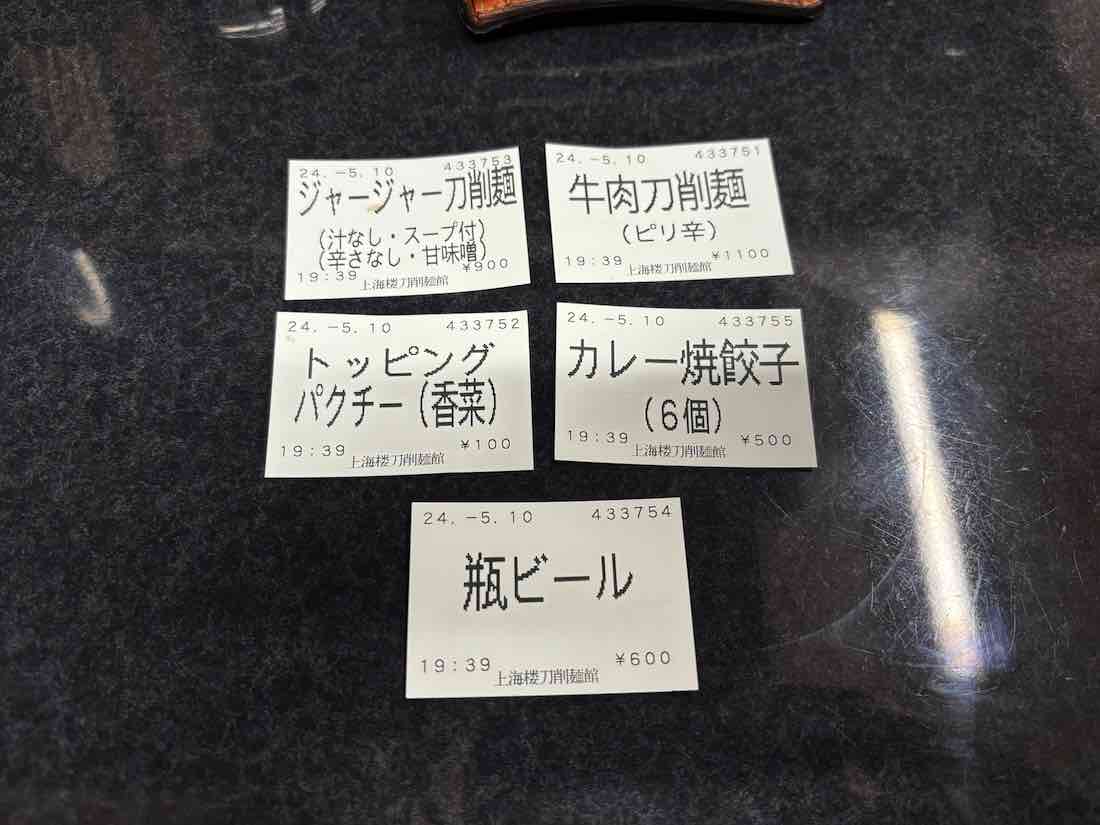 24.-5.10 433753
ジャージャー刀削麺
(汁なし・スープ付)
(辛さなし・甘味噌)
19:39 ¥900
上海楼刀削麺館
24.-5.10 433751
牛肉刀削麺
(ピリ辛)
19:39 ¥1100
上海楼刀削麺館
24.-5.10 433752
トッピング
パクチー(香菜)
19:39 ¥100
上海楼刀削麺館
24.-5.10 433755
カレー焼餃子
(6個)
19:39 ¥500
上海楼刀削麺館
24.-5.10 433754
瓶ビール
19:39 ¥600
上海楼刀削麺館